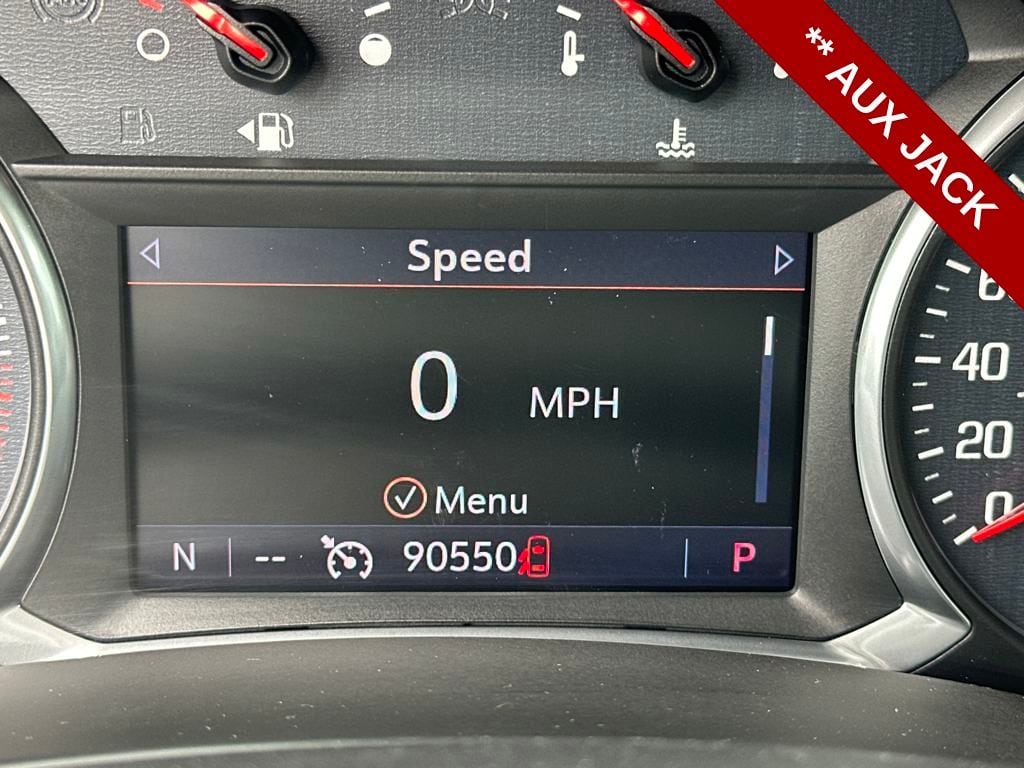 ** AUX JACK
Speed
0 MPH
Menu
N -- 90550 P
60
40
20
0